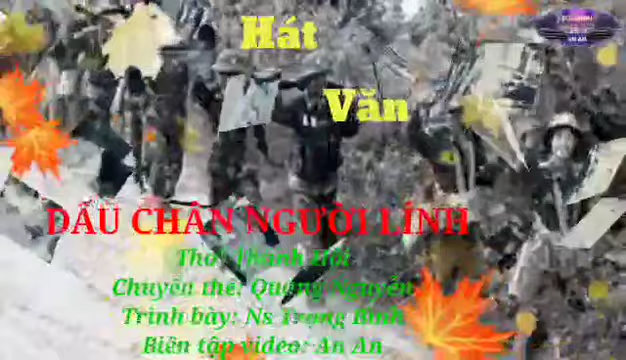 Hát
Văn
DẤU CHÂN NGƯỜI LÍNH
Thơ: Thanh
Chuyển thể: Quang Nguyễn
Trình bày: Ns Trọng Bình
Biên tập video: An An